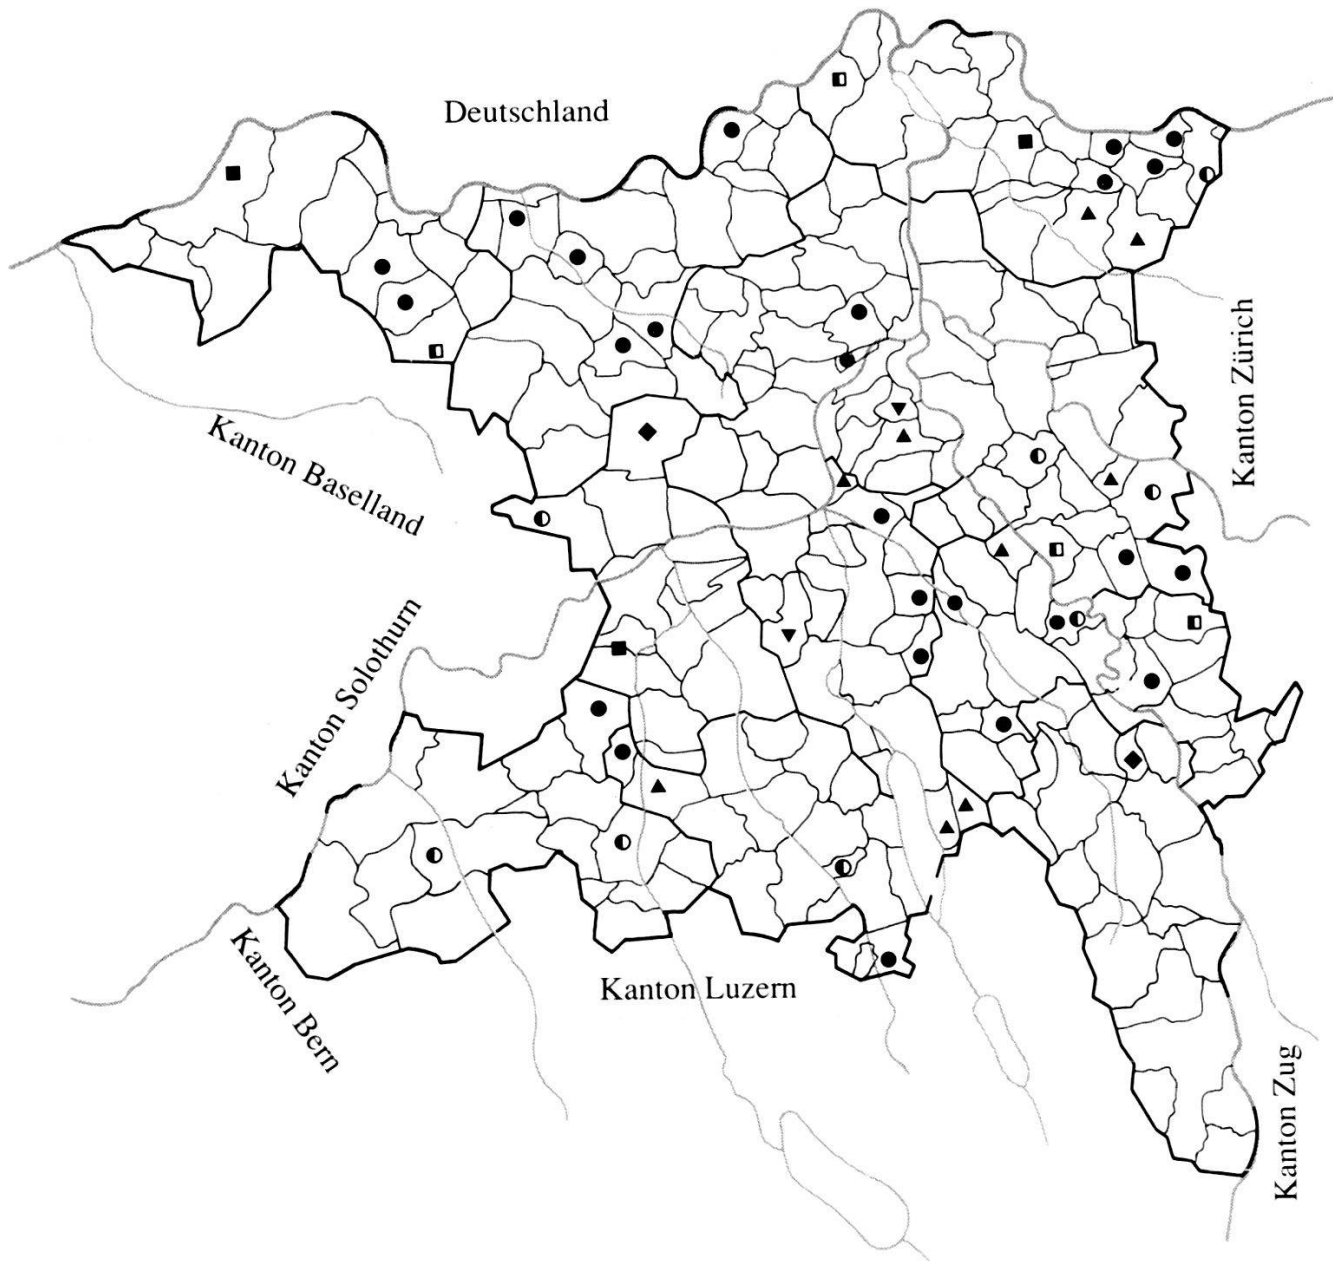 Deutschland
Kanton Zürich
Kanton Baselland
Kanton Solothurn
Kanton Bern
Kanton Luzern
Kanton Zug